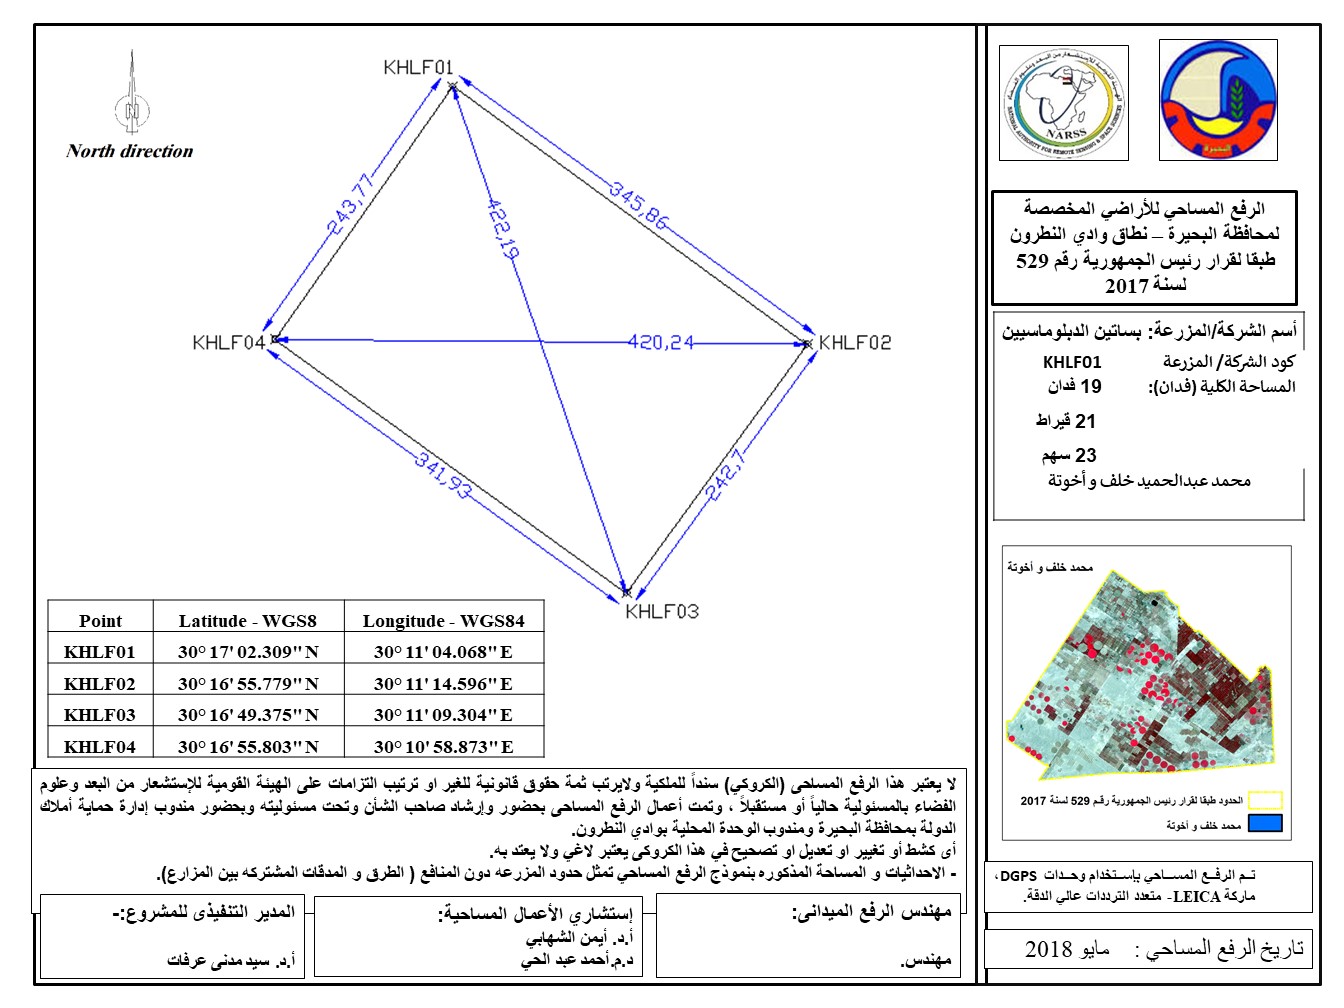 KHLF01
North direction
243,77
345,86
422,19
KHLF04
420,24
KHLF02
341,93
242,7
KHLF03
Point Latitude - WGS8 Longitude - WGS84
KHLF01 30° 17' 02.309" N 30° 11' 04.068" E
KHLF02 30° 16' 55.779" N 30° 11' 14.596" E
KHLF03 30° 16' 49.375" N 30° 11' 09.304" E
KHLF04 30° 16' 55.803" N 30° 10' 58.873" E
لا يعتبر هذا الرفع المساحى (الكروكي) سنداً للملكية ولايرتب ثمة حقوق قانونية للغير او ترتيب التزامات على الهيئة القومية للإستشعار من البعد وعلوم
الفضاء بالمسئولية حالياً أو مستقبلاً ، وتمت أعمال الرفع المساحى بحضور وإرشاد صاحب الشأن وتحت مسئوليته وبحضور مندوب إدارة حماية أملاك
الدولة بمحافظة البحيرة ومندوب الوحدة المحلية بوادي النطرون.
أى كشط أو تغيير او تعديل او تصحيح في هذا الكروكى يعتبر لاغي ولا يعتد به.
- الاحداثيات و المساحة المذكوره بنموذج الرفع المساحي تمثل حدود المزرعه دون المنافع ( الطرق و المدقات المشتركه بين المزارع).
مهندس الرفع الميدانى:
مهندس.
إستشاري الأعمال المساحية:
أ.د. أيمن الشهابي
د.م.أحمد عبد الحي
المدير التنفيذى للمشروع:-
أ.د. سيد مدنى عرفات
NARSS
NATIONAL AUTHORITY FOR REMOTE SENSING & SPACE SCIENCES
البحيرة
الرفع المساحي للأراضي المخصصة
لمحافظة البحيرة – نطاق وادي النطرون
طبقا لقرار رئيس الجمهورية رقم 529
لسنة 2017
أسم الشركة/المزرعة: بساتين الدبلوماسيين
كود الشركة/ المزرعة KHLF01
المساحة الكلية (فدان): 19 فدان
21 قيراط
23 سهم
محمد عبدالحميد خلف و أخوتة
محمد خلف و أخوتة
الحدود طبقا لقرار رئيس الجمهورية رقم 529 لسنة 2017
محمد خلف و أخوتة
تـم الرفـع المسـاحي بإسـتخدام وحـدات DGPS ،
ماركة LEICA- متعدد الترددات عالي الدقة.
تاريخ الرفع المساحي : مايو 2018